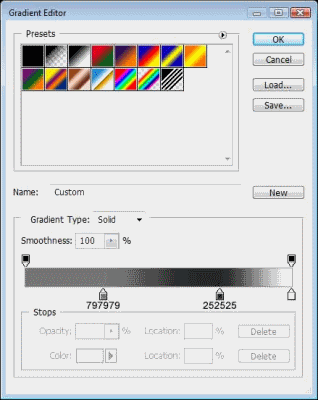 Gradient Editor
Presets
OK
Cancel
Load...
Save...
Name: Custom
New
Gradient Type: Solid
Smoothness: 100 %
797979 252525
Stops
Opacity: % Location: % Delete
Color: Location: % Delete